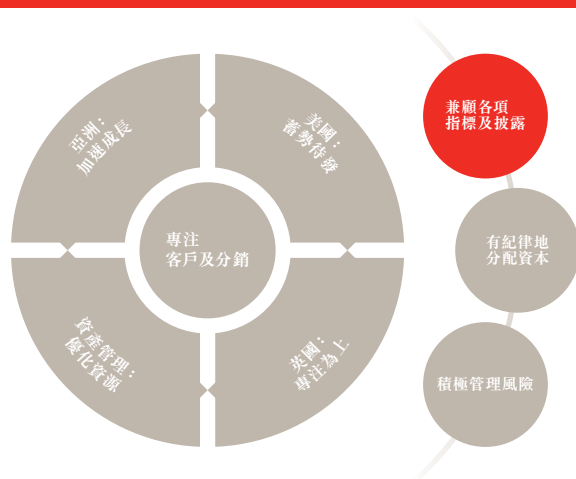 亞洲：
加速成長
美國：
蓄勢待發
專注
客戶及分銷
資產管理：
優化資源
英國：
專注為上
兼顧各項
指標及披露
有紀律地
分配資本
積極管理風險